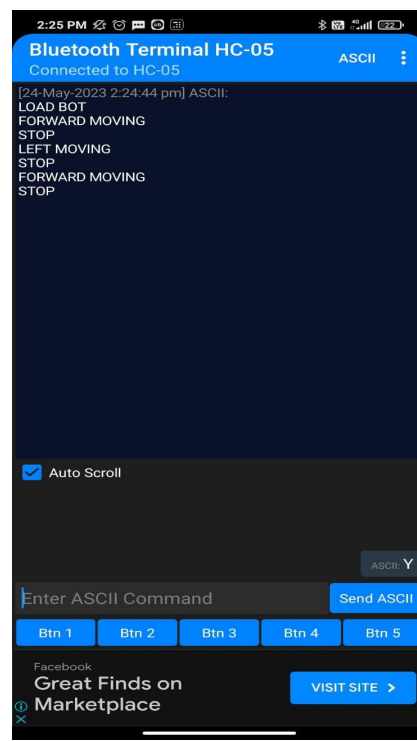 2:25 PM
4G
22
Bluetooth Terminal HC-05
Connected to HC-05
ASCII
[24-May-2023 2:24:44 pm] ASCII:
LOAD BOT
FORWARD MOVING
STOP
LEFT MOVING
STOP
FORWARD MOVING
STOP
Auto Scroll
ASCII: Y
Enter ASCII Command
Send ASCII
Btn 1 Btn 2 Btn 3 Btn 4 Btn 5
Facebook
Great Finds on
Marketplace
VISIT SITE